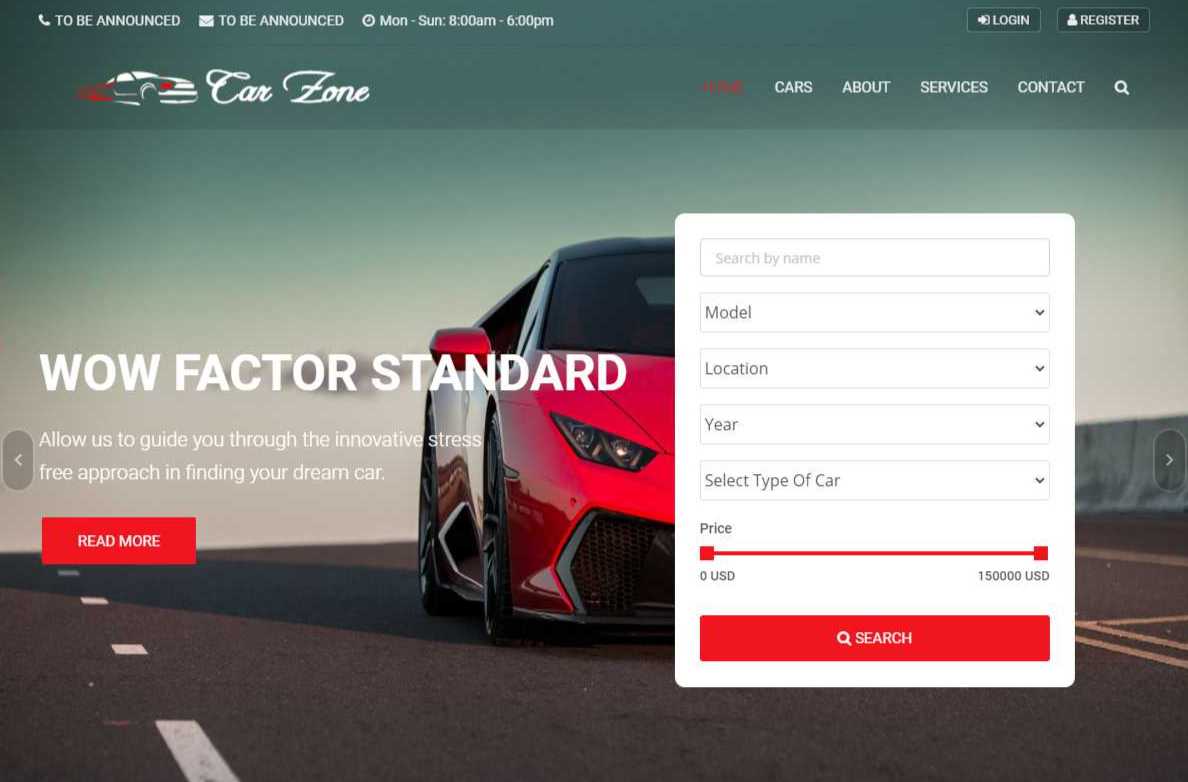 TO BE ANNOUNCED TO BE ANNOUNCED Mon - Sun: 8:00am - 6:00pm LOGIN REGISTER
Car Zone HOME CARS ABOUT SERVICES CONTACT
Search by name
Model
Location
Year
Select Type Of Car
Price
0 USD 150000 USD
SEARCH
WOW FACTOR STANDARD
Allow us to guide you through the innovative stress
free approach in finding your dream car.
READ MORE